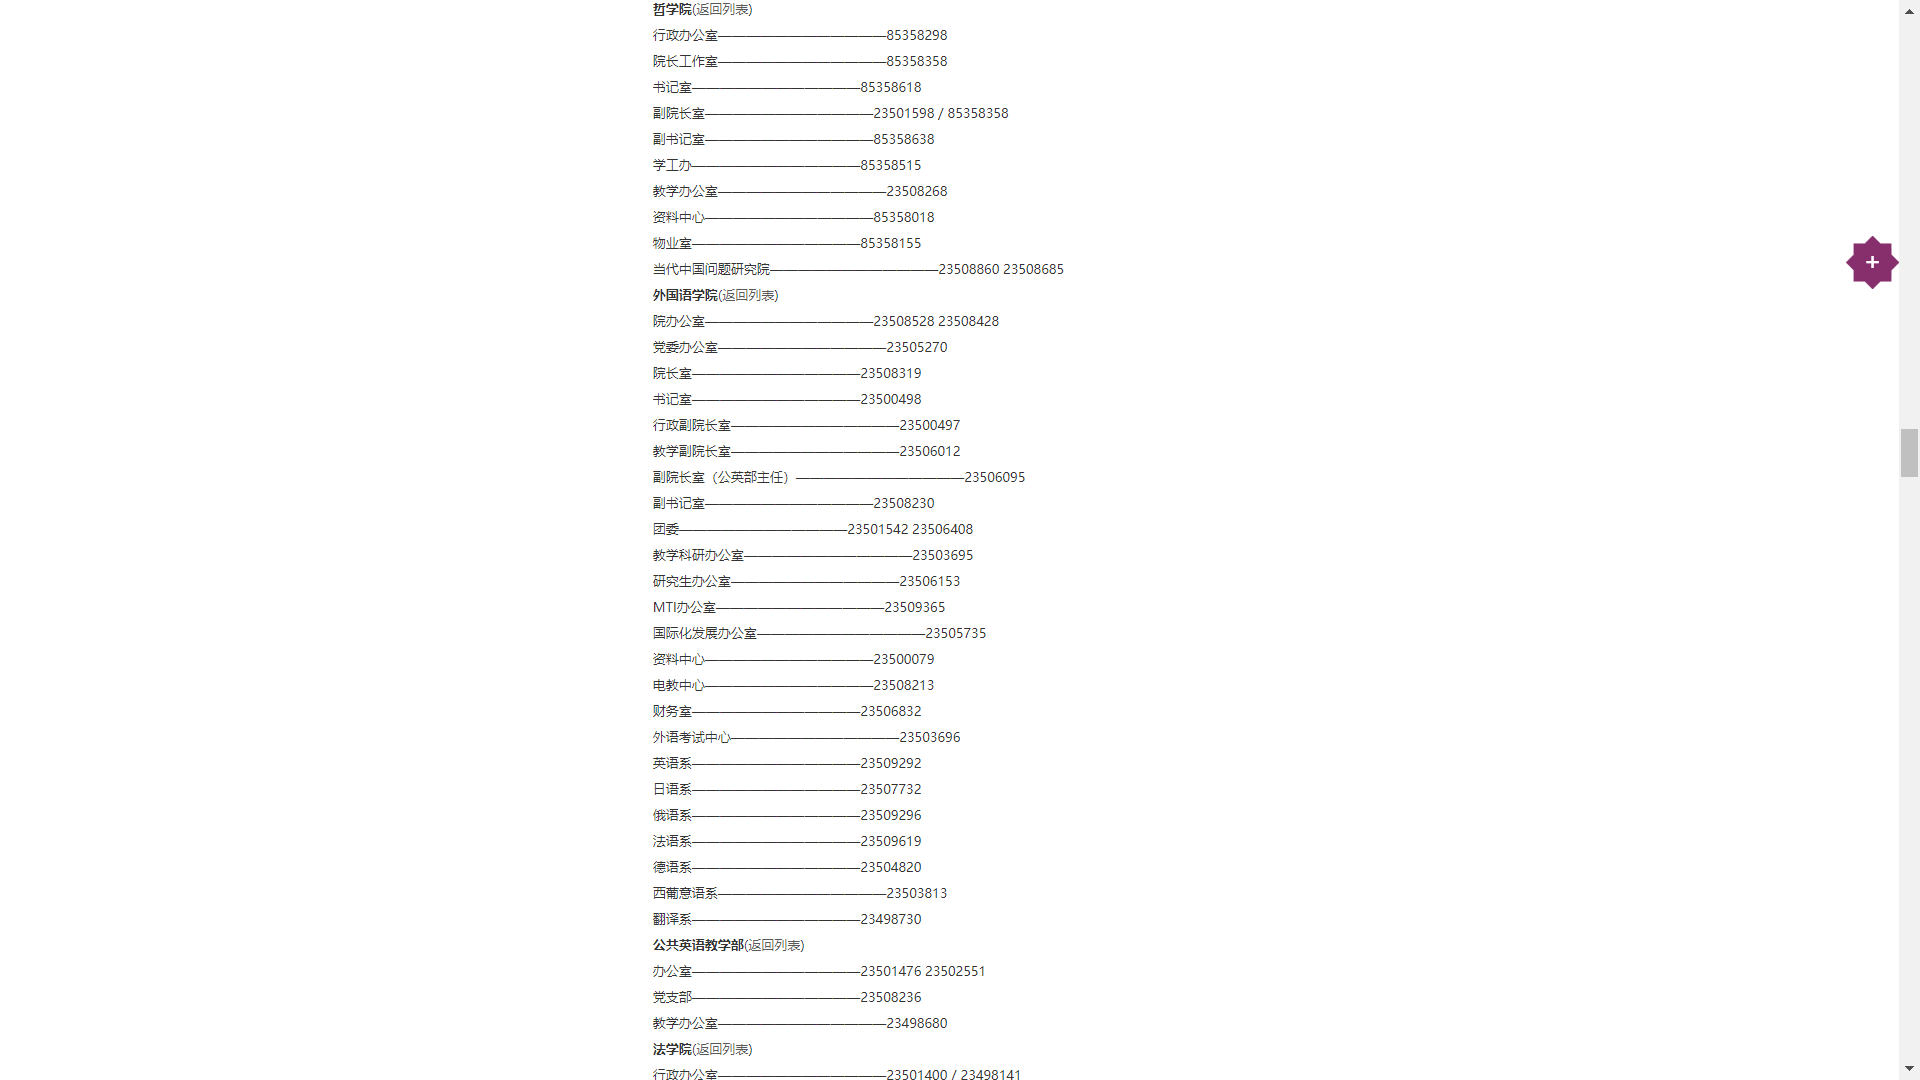 哲学院(返回列表)
行政办公室————————————85358298
院长工作室————————————85358358
书记室————————————85358618
副院长室————————————23501598 / 85358358
副书记室————————————85358638
学工办————————————85358515
教学办公室————————————23508268
资料中心————————————85358018
物业室————————————85358155
当代中国问题研究院————————————23508860 23508685
外国语学院(返回列表)
院办公室————————————23508528 23508428
党委办公室————————————23505270
院长室————————————23508319
书记室————————————23500498
行政副院长室————————————23500497
教学副院长室————————————23506012
副院长室（公英部主任）————————————23506095
副书记室————————————23508230
团委————————————23501542 23506408
教学科研办公室————————————23503695
研究生办公室————————————23506153
MTI办公室————————————23509365
国际化发展办公室————————————23505735
资料中心————————————23500079
电教中心————————————23508213
财务室————————————23506832
外语考试中心————————————23503696
英语系————————————23509292
日语系————————————23507732
俄语系————————————23509296
法语系————————————23509619
德语系————————————23504820
西葡意语系————————————23503813
翻译系————————————23498730
公共英语教学部(返回列表)
办公室————————————23501476 23502551
党支部————————————23508236
教学办公室————————————23498680
法学院(返回列表)
行政办公室————————————23501400 / 23498141